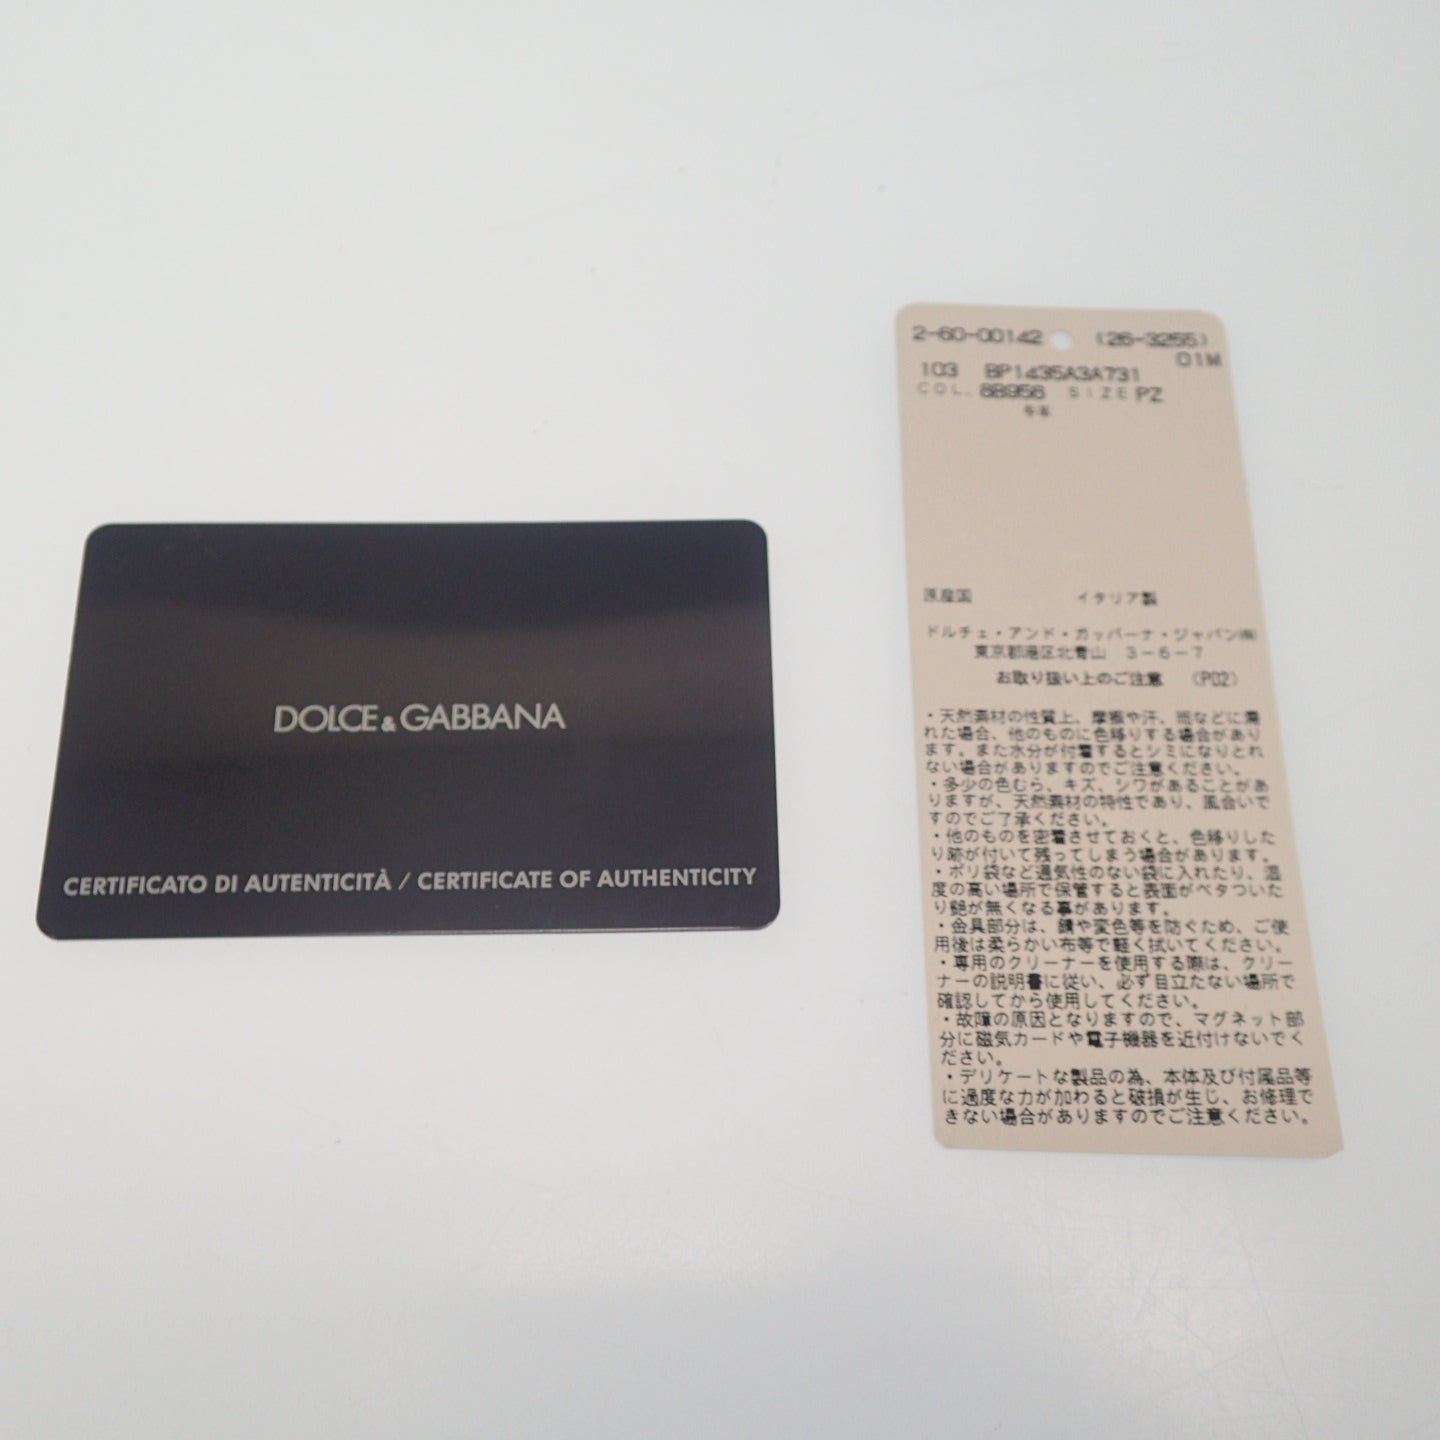 DOLCE & GABBANA
CERTIFICATO DI AUTENTICITÀ / CERTIFICATE OF AUTHENTICITY
2-60-00142 (26-3255)
01M
103 BP1435A3A731
COL. 8B956 SIZE PZ
牛革
原産国 イタリア製
ドルチェ・アンド・ガッバーナ・ジャパン㈱
東京都港区北青山 3-6-7
お取り扱い上のご注意 (P02)
・天然素材の性質上、摩擦や汗、雨などに濡
れた場合、他のものに色移りする場合があり
ます。また水分が付着するとシミになりとれ
ない場合がありますのでご注意ください。
・多少の色むら、キズ、シワがあることがあ
りますが、天然素材の特性であり、風合いで
すのでご了承ください。
・他のものを密着させておくと、色移りした
り跡が付いて残ってしまう場合があります。
・ポリ袋など通気性のない袋に入れたり、温
度の高い場所で保管すると表面がベタついた
り艶が無くなる事があります。
・金具部分は、錆や変色等を防ぐため、ご使
用後は柔らかい布等で軽く拭いてください。
・専用のクリーナーを使用する際は、クリー
ナーの説明書に従い、必ず目立たない場所で
確認してから使用してください。
・故障の原因となりますので、マグネット部
分に磁気カードや電子機器を近付けないでく
ださい。
・デリケートな製品の為、本体及び付属品等
に過度な力が加わると破損が生じ、お修理で
きない場合がありますのでご注意ください。